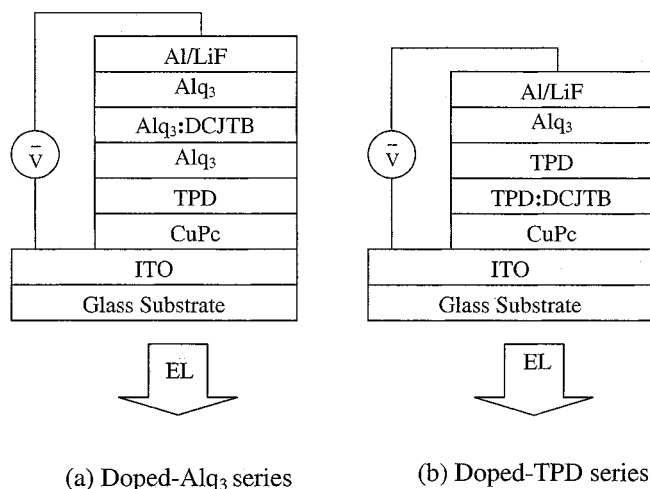 Al/LiF
Alq₃
Alq₃:DCJTB
Alq₃
TPD
CuPc
ITO
Glass Substrate
V
EL
(a) Doped-Alq₃ series
Al/LiF
Alq₃
TPD
TPD:DCJTB
CuPc
ITO
Glass Substrate
V
EL
(b) Doped-TPD series